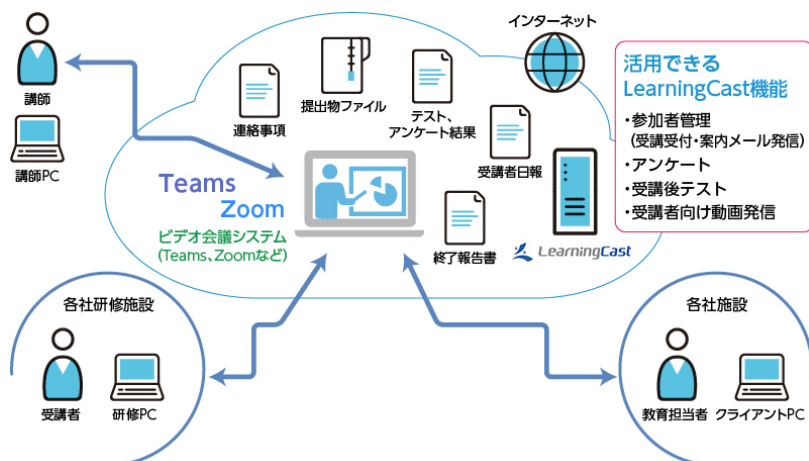 インターネット
講師
講師PC
連絡事項
提出物ファイル
テスト、
アンケート結果
受講者日報
終了報告書
Teams
Zoom
ビデオ会議システム
(Teams、Zoomなど)
LearningCast
活用できる
LearningCast機能
・参加者管理
(受講受付・案内メール発信)
・アンケート
・受講後テスト
・受講者向け動画発信
各社研修施設
受講者
研修PC
各社施設
教育担当者
クライアントPC